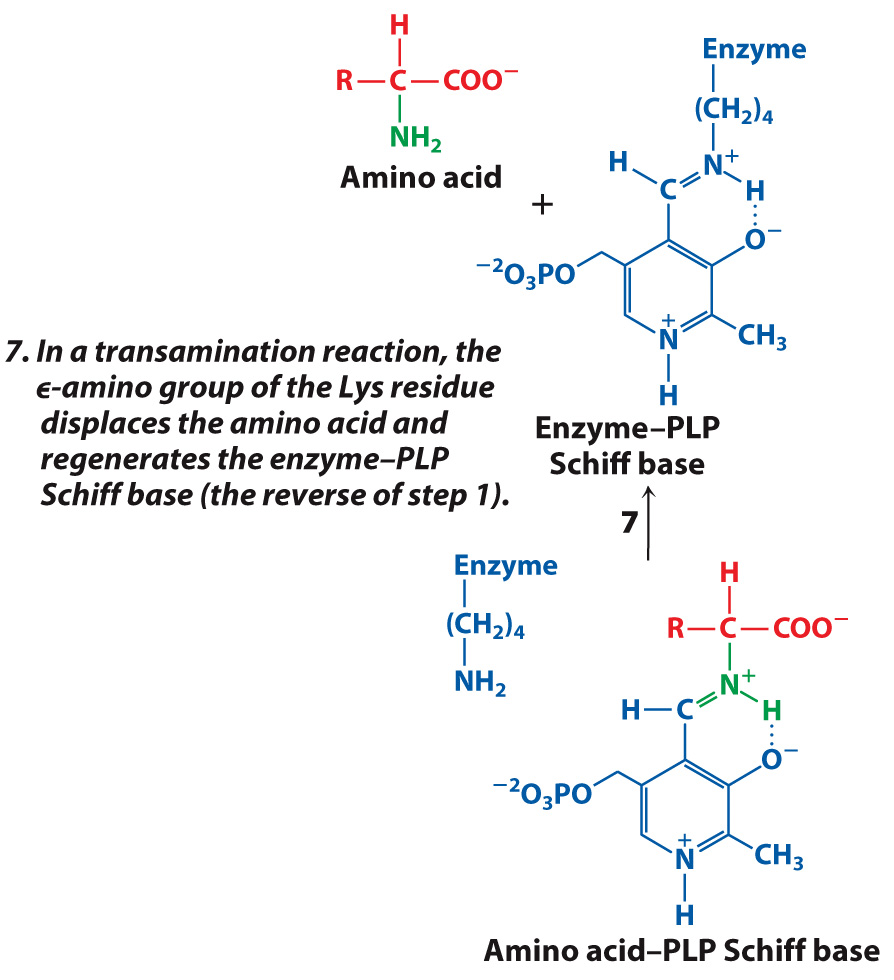 H
R—C—COO⁻
NH₂
Amino acid
+
Enzyme
(CH₂)₄
H
N⁺
C
H
O⁻
⁻²O₃PO
+
N
CH₃
H
Enzyme–PLP
Schiff base
7. In a transamination reaction, the
ϵ-amino group of the Lys residue
displaces the amino acid and
regenerates the enzyme–PLP
Schiff base (the reverse of step 1).
7
Enzyme
(CH₂)₄
NH₂
H
R—C—COO⁻
N⁺
H—C
H
O⁻
⁻²O₃PO
+
N
CH₃
H
Amino acid–PLP Schiff base